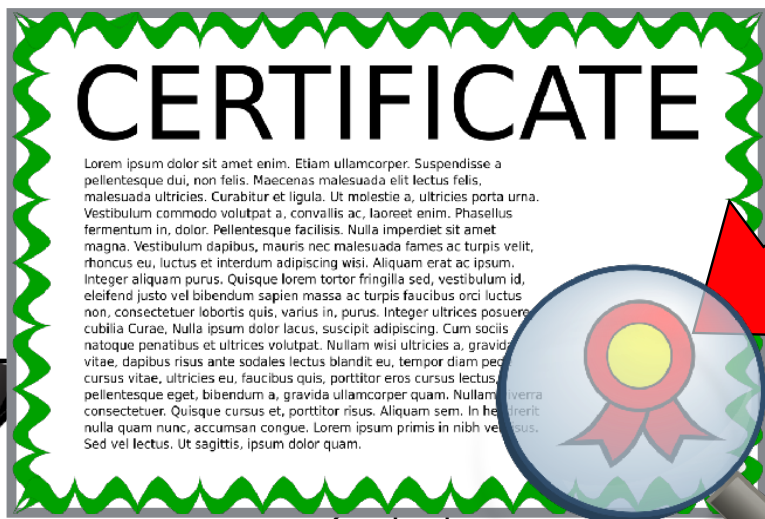 CERTIFICATE
Lorem ipsum dolor sit amet enim. Etiam ullamcorper. Suspendisse a
pellentesque dui, non felis. Maecenas malesuada elit lectus felis,
malesuada ultricies. Curabitur et ligula. Ut molestie a, ultricies porta urna.
Vestibulum commodo volutpat a, convallis ac, laoreet enim. Phasellus
fermentum in, dolor. Pellentesque facilisis. Nulla imperdiet sit amet
magna. Vestibulum dapibus, mauris nec malesuada fames ac turpis velit,
rhoncus eu, luctus et interdum adipiscing wisi. Aliquam erat ac ipsum.
Integer aliquam purus. Quisque lorem tortor fringilla sed, vestibulum id,
eleifend justo vel bibendum sapien massa ac turpis faucibus orci luctus
non, consectetuer lobortis quis, varius in, purus. Integer ultrices posuere
cubilia Curae, Nulla ipsum dolor lacus, suscipit adipiscing. Cum sociis
natoque penatibus et ultrices volutpat. Nullam wisi ultricies a, gravida
vitae, dapibus risus ante sodales lectus blandit eu, tempor diam
cursus vitae, ultricies eu, faucibus quis, porttitor eros cursus lectus,
pellentesque eget, bibendum a, gravida ullamcorper quam. Nullam viverra
consectetuer. Quisque cursus et, porttitor risus. Aliquam sem. In hendrerit
nulla quam nunc, accumsan congue. Lorem ipsum primis in nibh vel risus.
Sed vel lectus. Ut sagittis, ipsum dolor quam.